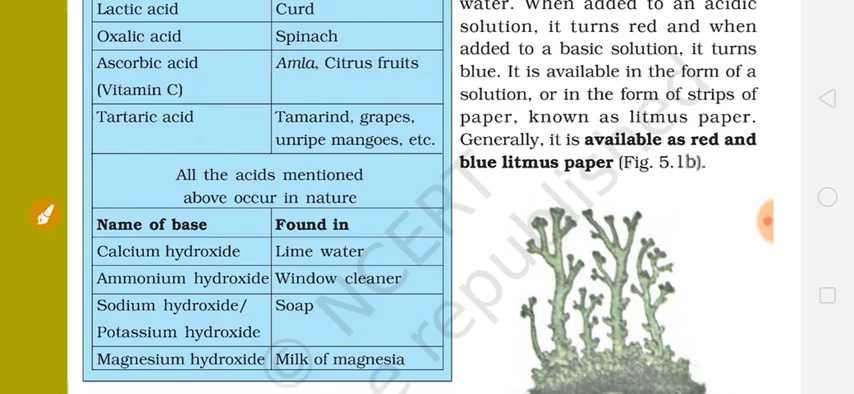 Lactic acid Curd
Oxalic acid Spinach
Ascorbic acid Amla, Citrus fruits
(Vitamin C)
Tartaric acid Tamarind, grapes,
unripe mangoes, etc.
All the acids mentioned
above occur in nature
Name of base Found in
Calcium hydroxide Lime water
Ammonium hydroxide Window cleaner
Sodium hydroxide/ Soap
Potassium hydroxide
Magnesium hydroxide Milk of magnesia
water. When added to an acidic
solution, it turns red and when
added to a basic solution, it turns
blue. It is available in the form of a
solution, or in the form of strips of
paper, known as litmus paper.
Generally, it is available as red and
blue litmus paper (Fig. 5.1b).
© NCERT
republished